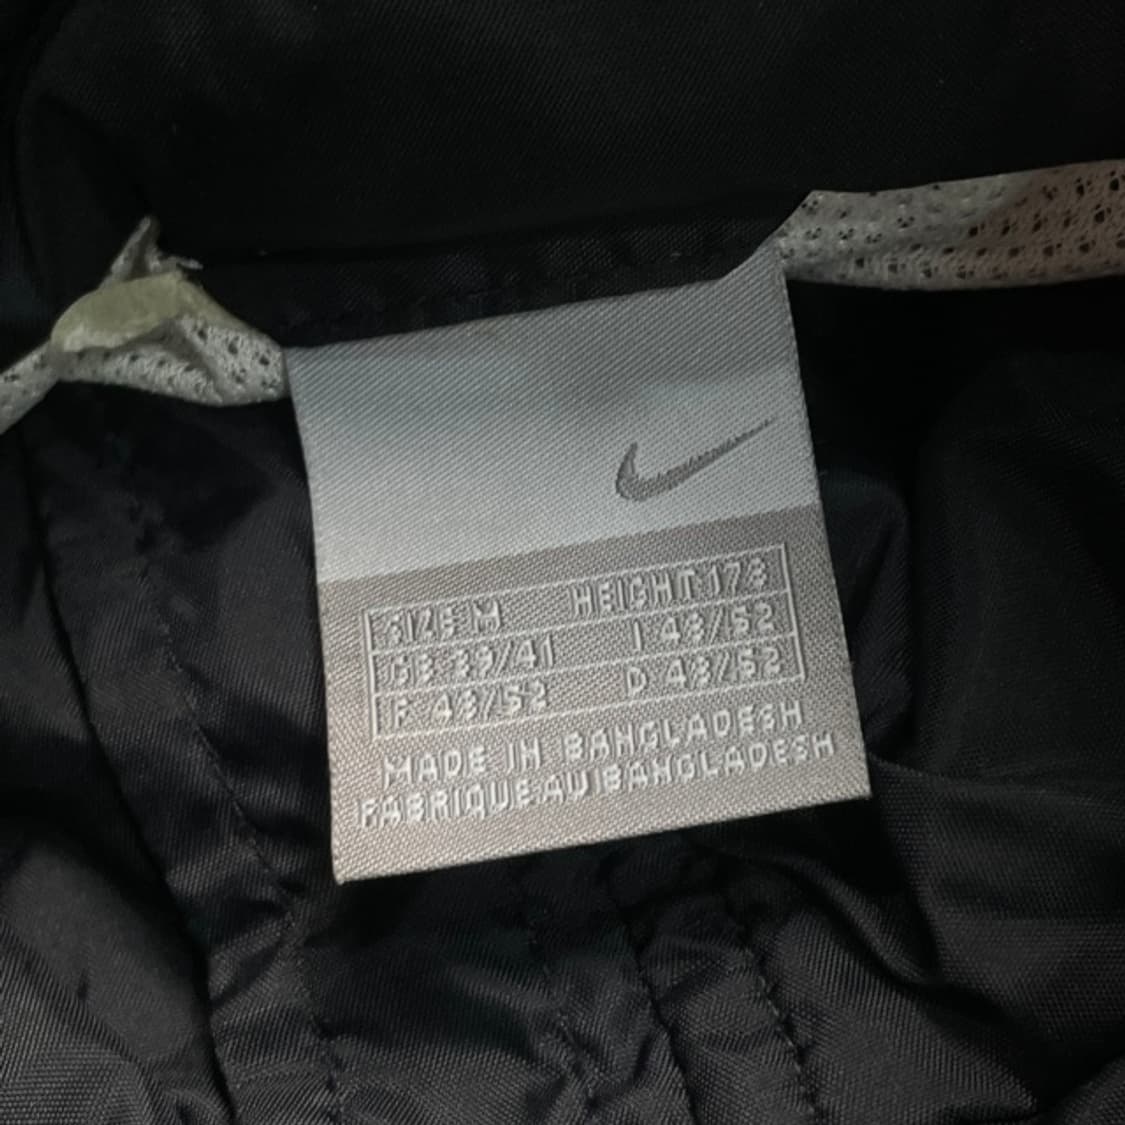 SIZE M HEIGHT 178
GB 39/41 I 48/52
F 48/52 D 48/52
MADE IN BANGLADESH
FABRIQUE AU BANGLADESH